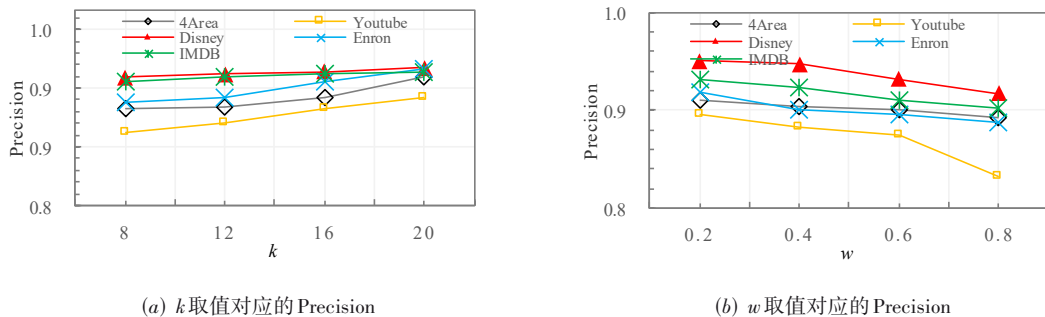 1.0
0.9
0.9
0.8
Precision
4Area
Disney
IMDB
Youtube
Enron
8 12 16 20
k
(a) k取值对应的Precision
1.0
0.9
0.8
Precision
4Area
Disney
IMDB
Youtube
Enron
0.2 0.4 0.6 0.8
w
(b) w取值对应的Precision